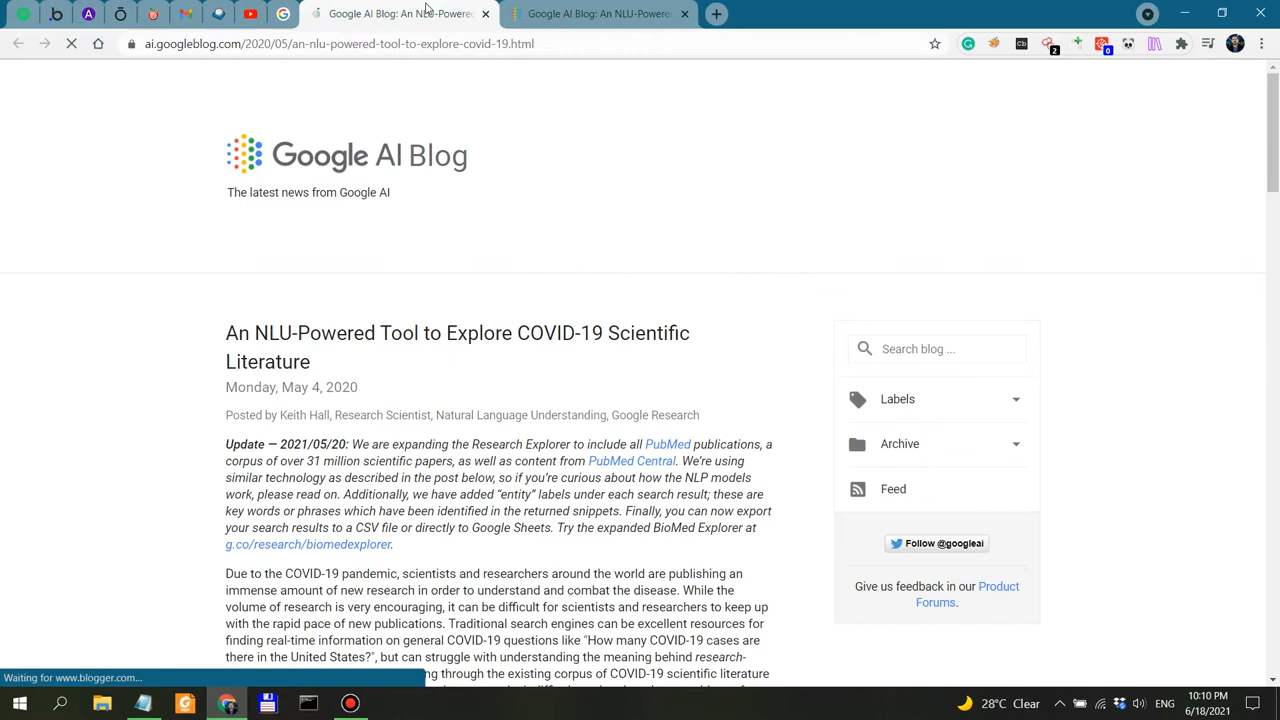 Google AI Blog: An NLU-Powere
Google AI Blog: An NLU-Powere
ai.googleblog.com/2020/05/an-nlu-powered-tool-to-explore-covid-19.html
2
0
Google AI Blog
The latest news from Google AI
An NLU-Powered Tool to Explore COVID-19 Scientific
Literature
Monday, May 4, 2020
Posted by Keith Hall, Research Scientist, Natural Language Understanding, Google Research
Update — 2021/05/20: We are expanding the Research Explorer to include all PubMed publications, a
corpus of over 31 million scientific papers, as well as content from PubMed Central. We're using
similar technology as described in the post below, so if you're curious about how the NLP models
work, please read on. Additionally, we have added “entity” labels under each search result; these are
key words or phrases which have been identified in the returned snippets. Finally, you can now export
your search results to a CSV file or directly to Google Sheets. Try the expanded BioMed Explorer at
g.co/research/biomedexplorer.
Due to the COVID-19 pandemic, scientists and researchers around the world are publishing an
immense amount of new research in order to understand and combat the disease. While the
volume of research is very encouraging, it can be difficult for scientists and researchers to keep up
with the rapid pace of new publications. Traditional search engines can be excellent resources for
finding real-time information on general COVID-19 questions like "How many COVID-19 cases are
there in the United States?", but can struggle with understanding the meaning behind research-
ng through the existing corpus of COVID-19 scientific literature
Search blog ...
Labels
Archive
Feed
Follow @googleai
Give us feedback in our Product
Forums.
Waiting for www.blogger.com...
28°C Clear
ENG
10:10 PM
6/18/2021